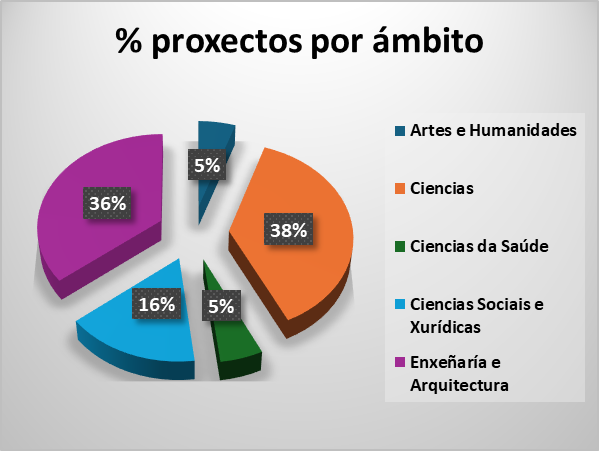 % proxectos por ámbito
5%
38%
5%
16%
36%
Artes e Humanidades
Ciencias
Ciencias da Saúde
Ciencias Sociais e
Xurídicas
Enxeñaría e
Arquitectura